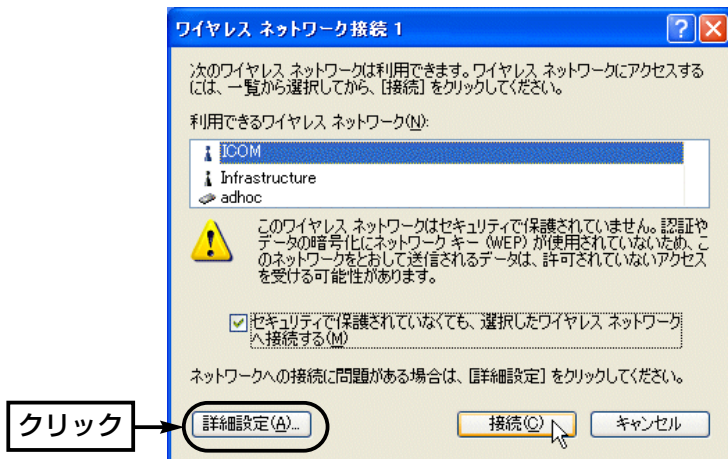 ワイヤレス ネットワーク接続 1
次のワイヤレス ネットワークは利用できます。ワイヤレス ネットワークにアクセスする
には、一覧から選択してから、[接続] をクリックしてください。
利用できるワイヤレス ネットワーク(N):
ICOM
Infrastructure
adhoc
このワイヤレス ネットワークはセキュリティで保護されていません。認証や
データの暗号化にネットワーク キー (WEP) が使用されていないため、こ
のネットワークをとおして送信されるデータは、許可されていないアクセス
を受ける可能性があります。
セキュリティで保護されていなくても、選択したワイヤレス ネットワーク
へ接続する(M)
ネットワークへの接続に問題がある場合は、[詳細設定] をクリックしてください。
クリック
詳細設定(A)... 接続(C) キャンセル